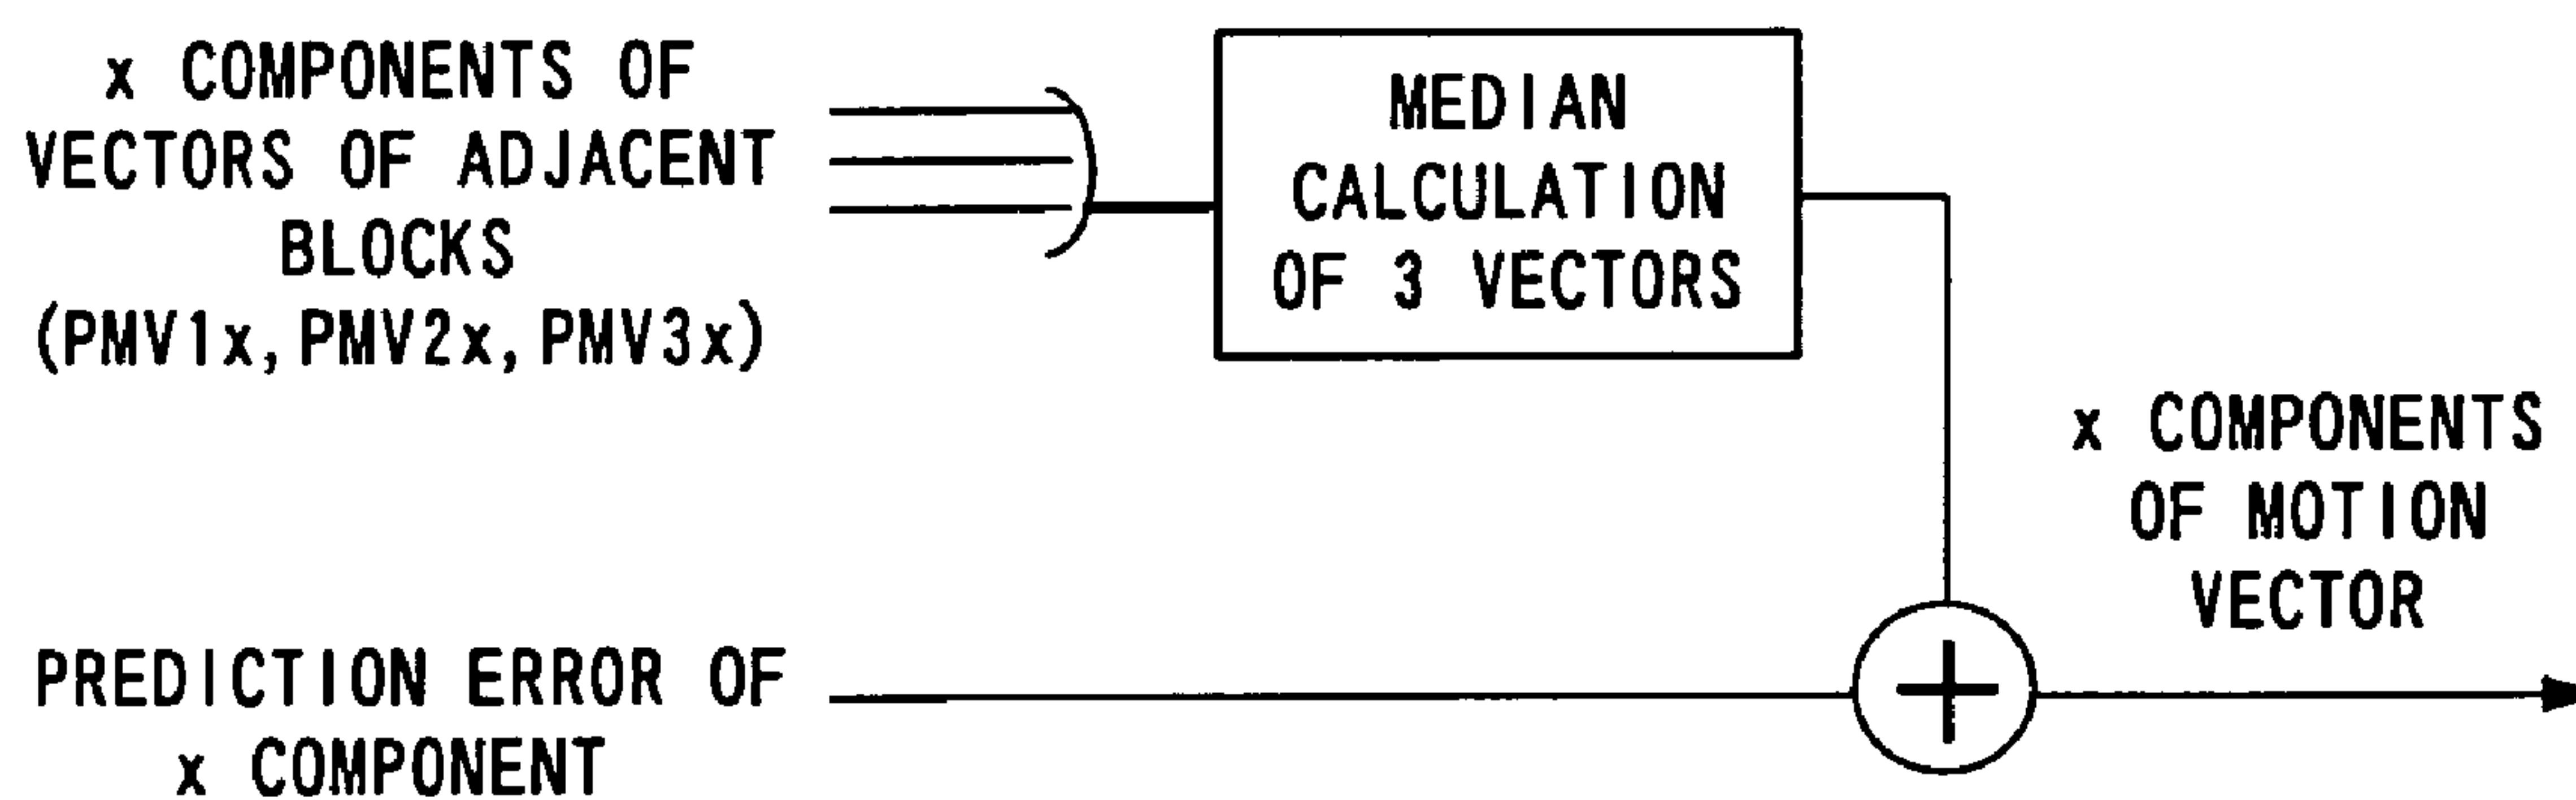 x COMPONENTS OF
VECTORS OF ADJACENT
BLOCKS
(PMV1x, PMV2x, PMV3x)
MEDIAN
CALCULATION
OF 3 VECTORS
x COMPONENTS
OF MOTION
VECTOR
PREDICTION ERROR OF
x COMPONENT
+